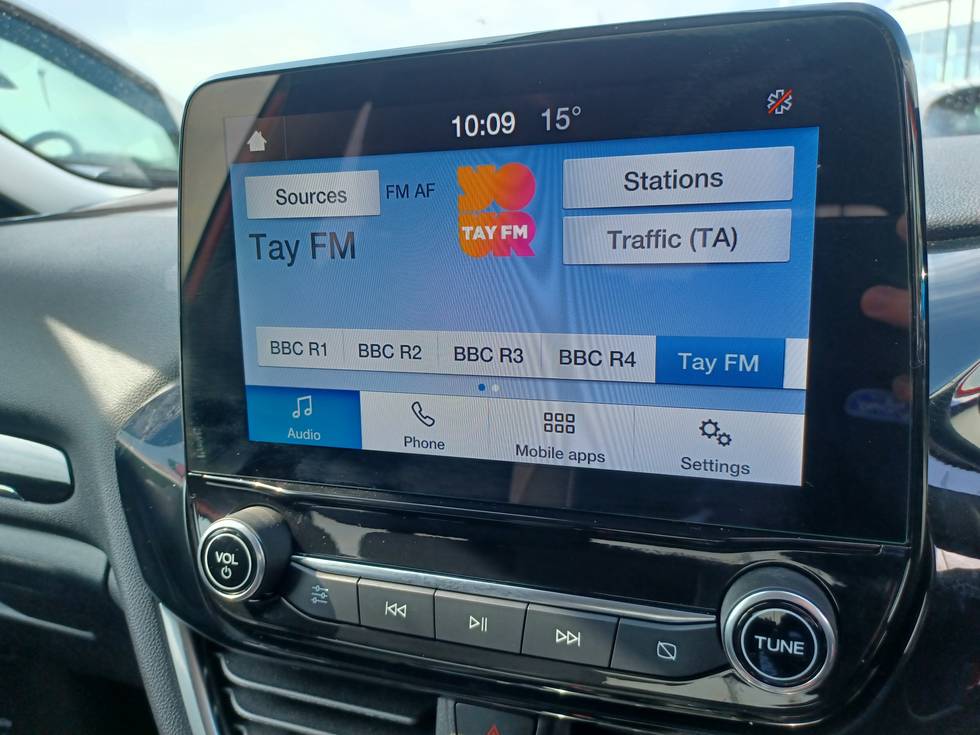 10:09 15°
Sources FM AF
YOUR
TAY FM
Stations
Tay FM
Traffic (TA)
BBC R1 BBC R2 BBC R3 BBC R4 Tay FM
Audio Phone Mobile apps Settings
VOL
TUNE